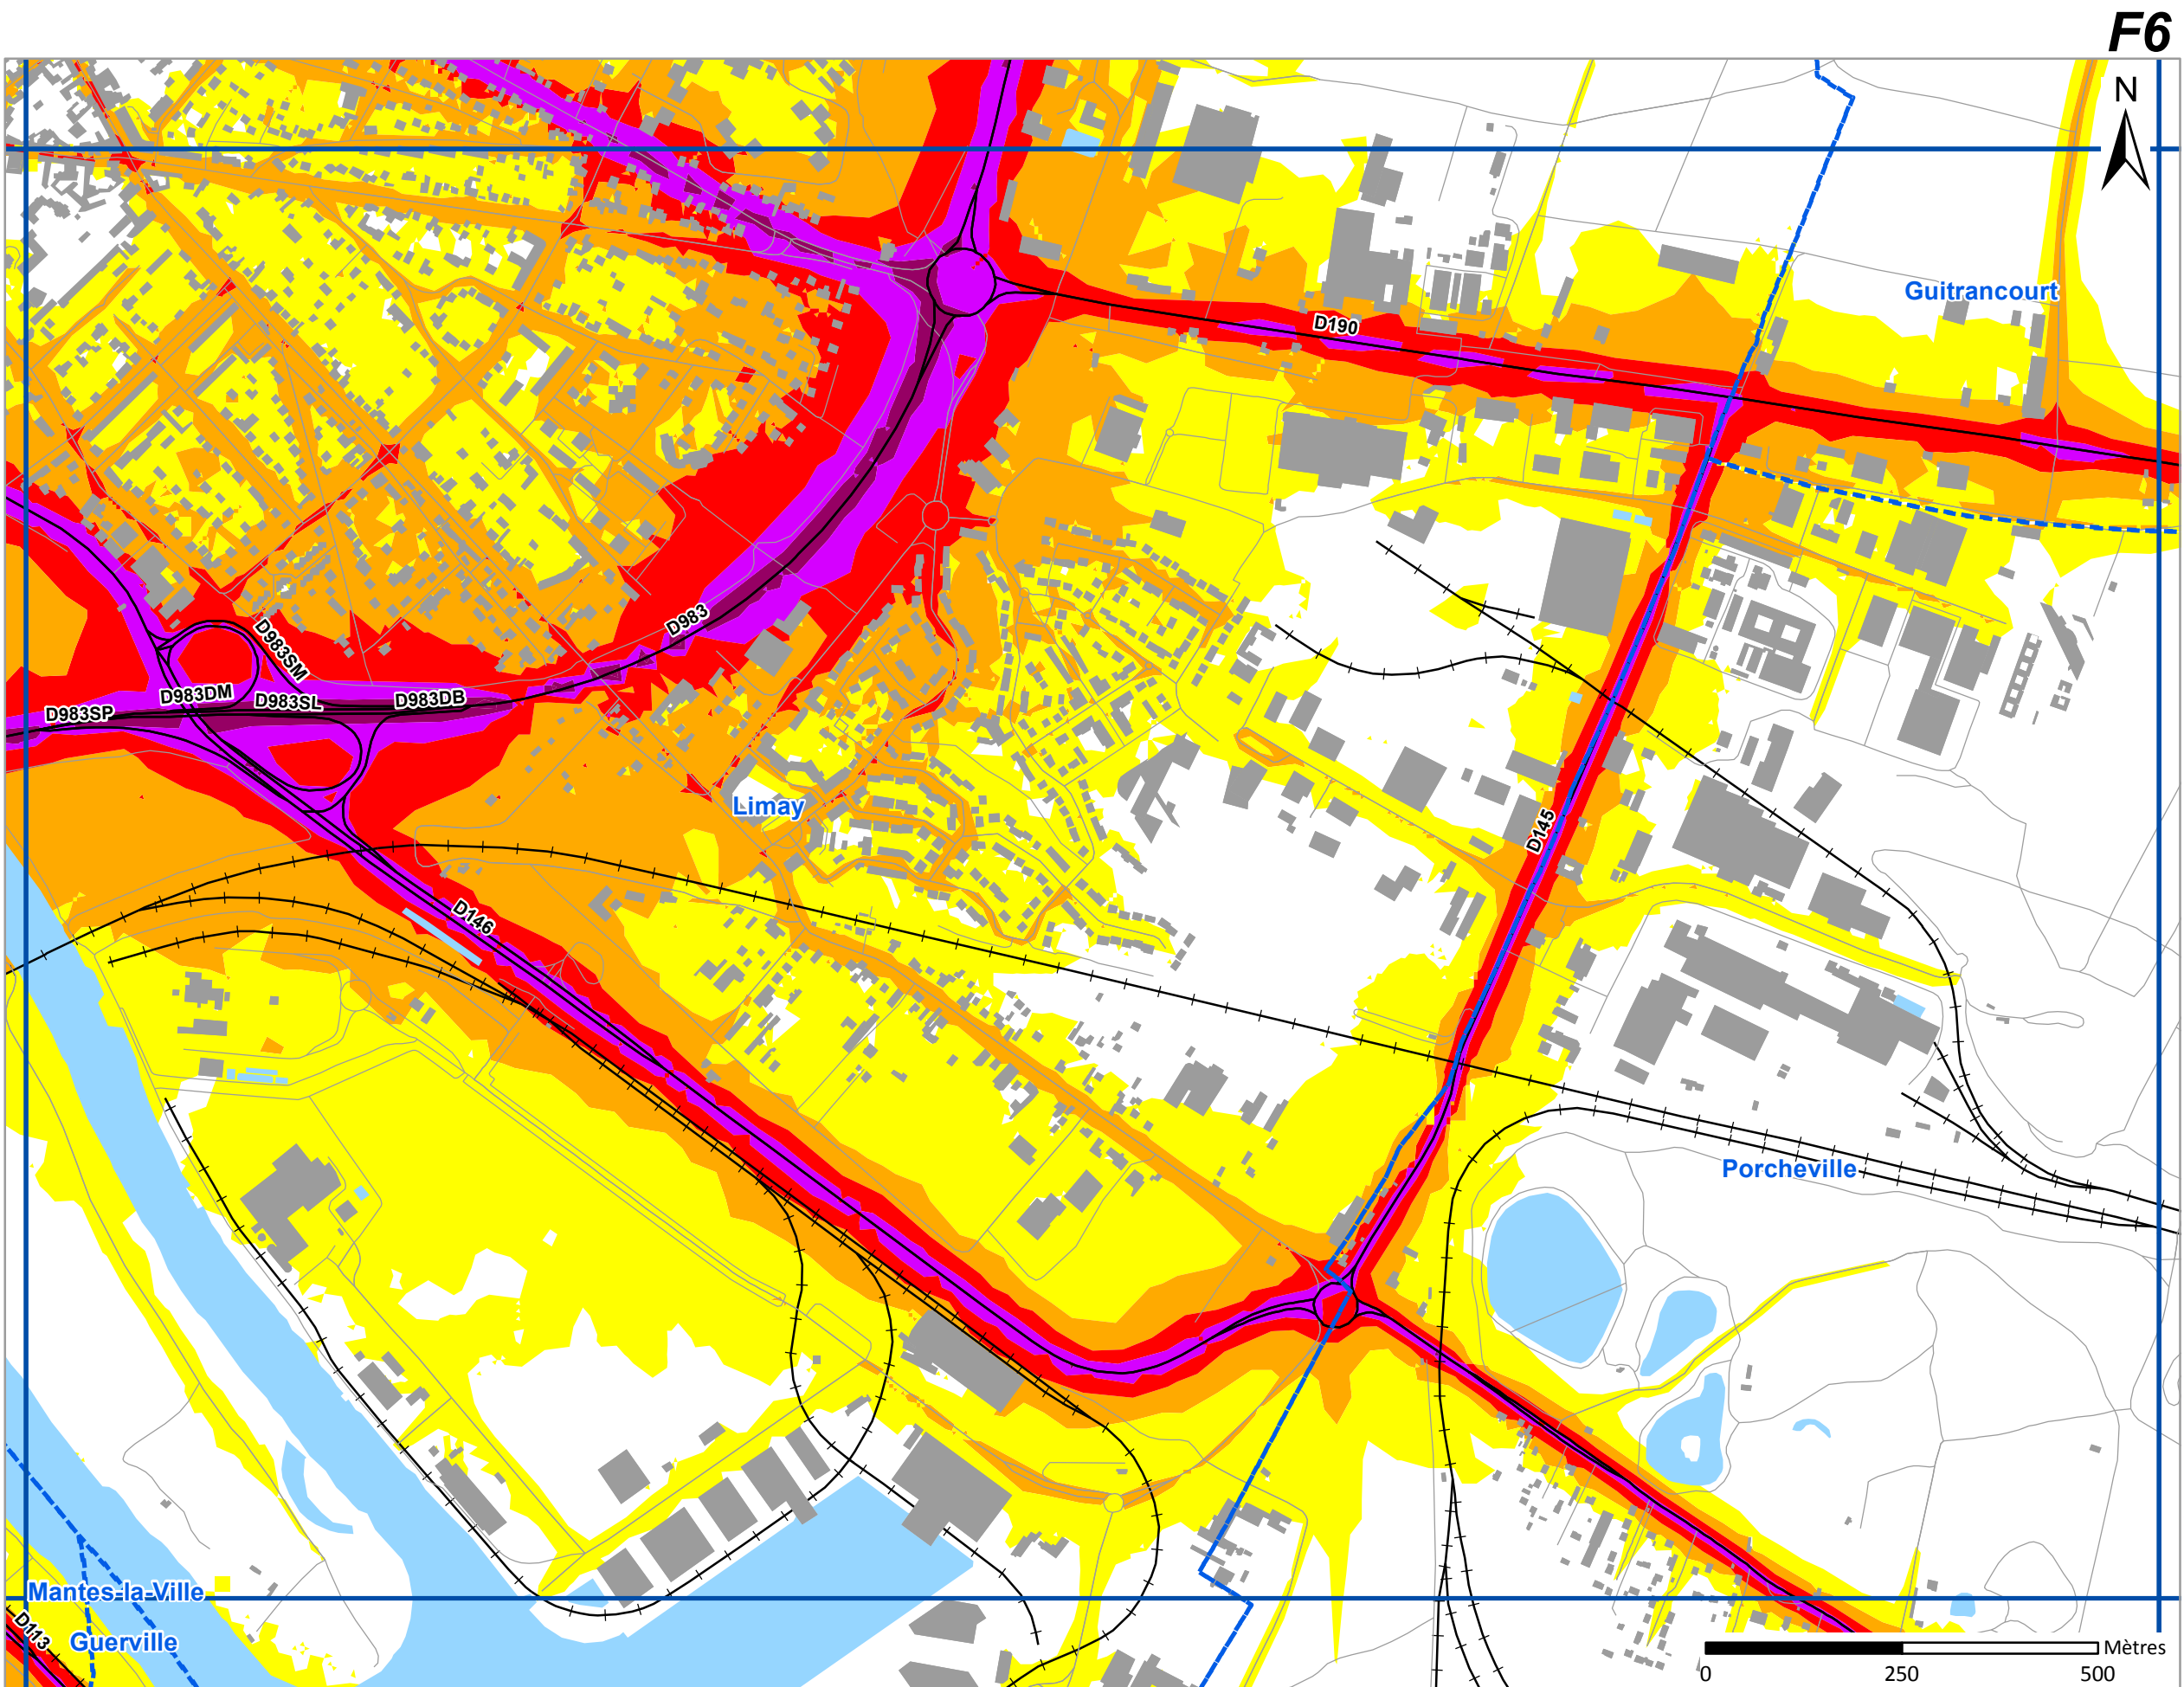 F6
N
Guitrancourt
D190
D983
D983SM
D983DM
D983SL
D983DB
D983SP
Limay
D145
D146
Porcheville
Mantes-la-Ville
D113
Guerville
Mètres
0 250 500